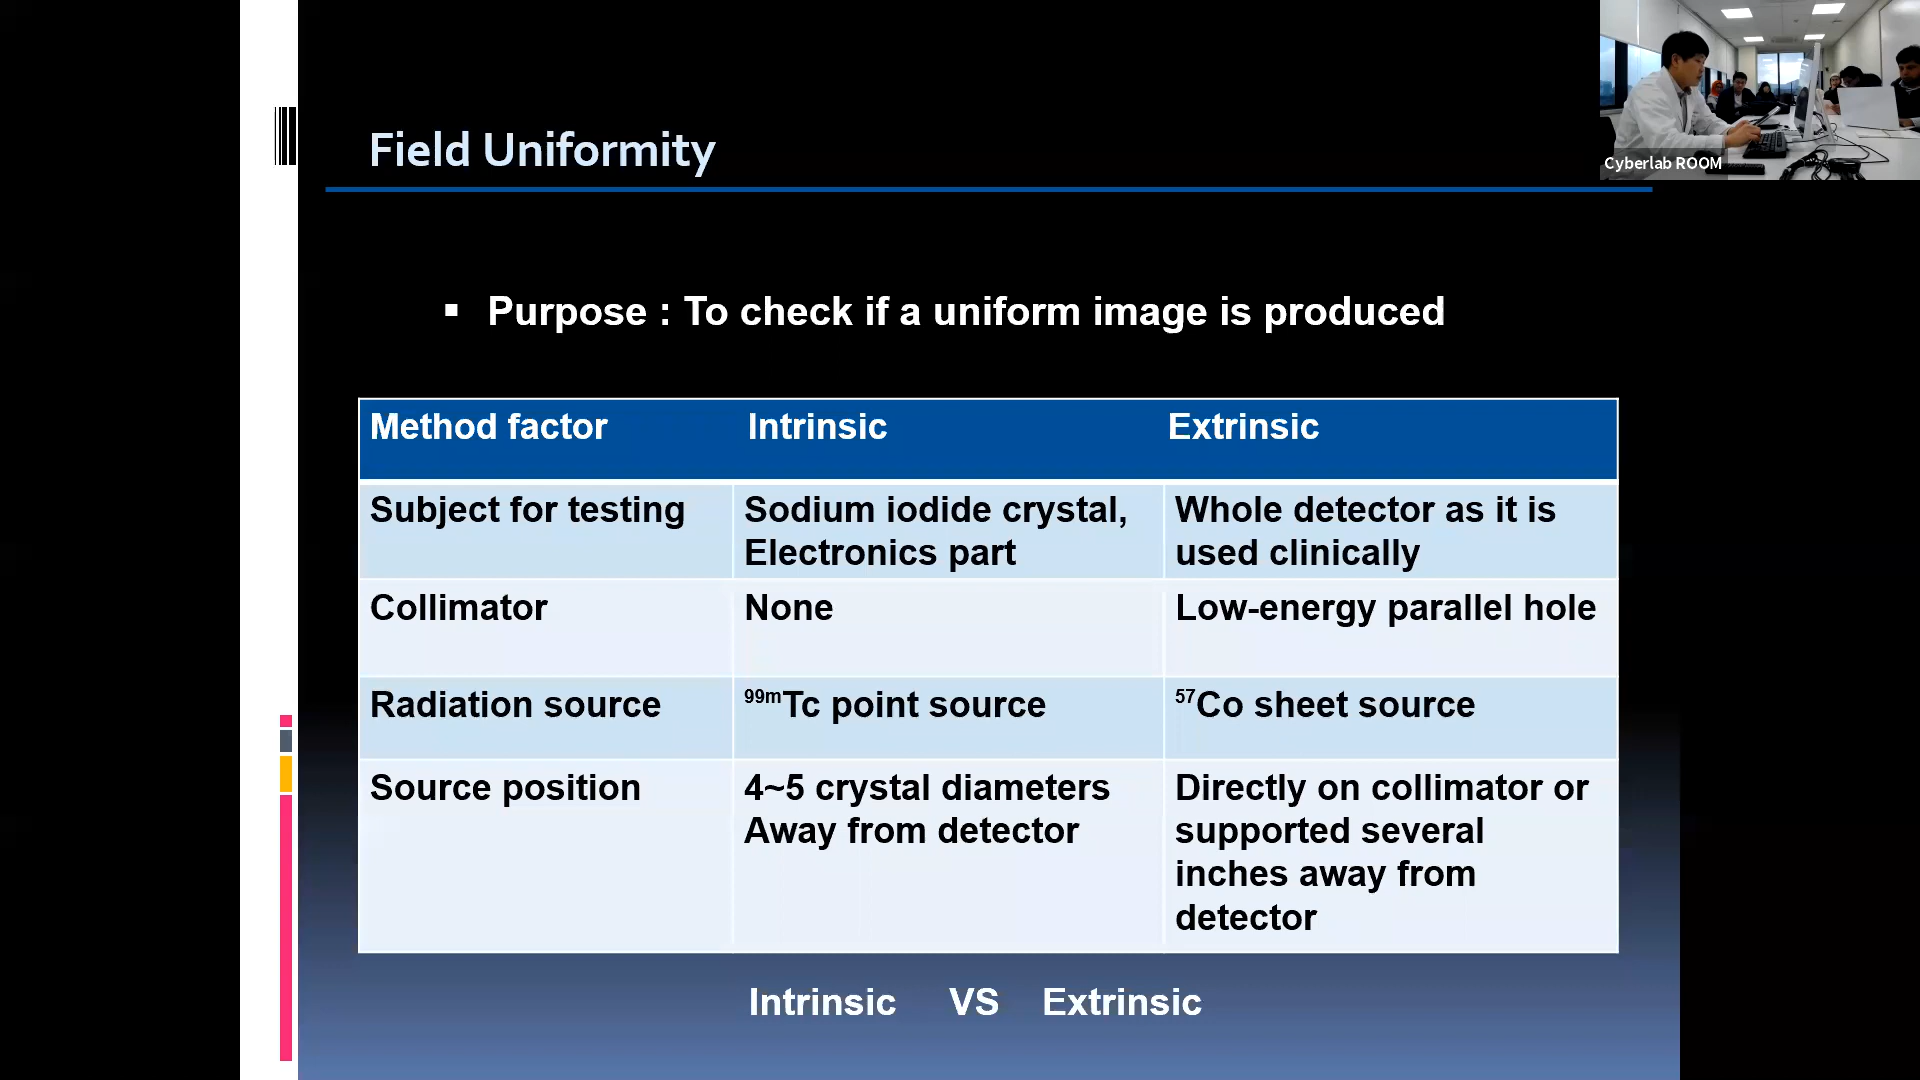 Field Uniformity
Cyberlab ROOM
▪ Purpose : To check if a uniform image is produced
Method factor Intrinsic Extrinsic
Subject for testing
Sodium iodide crystal,
Electronics part
Whole detector as it is
used clinically
Collimator None Low-energy parallel hole
Radiation source 99mTc point source 57Co sheet source
Source position
4~5 crystal diameters
Away from detector
Directly on collimator or
supported several
inches away from
detector
Intrinsic VS Extrinsic